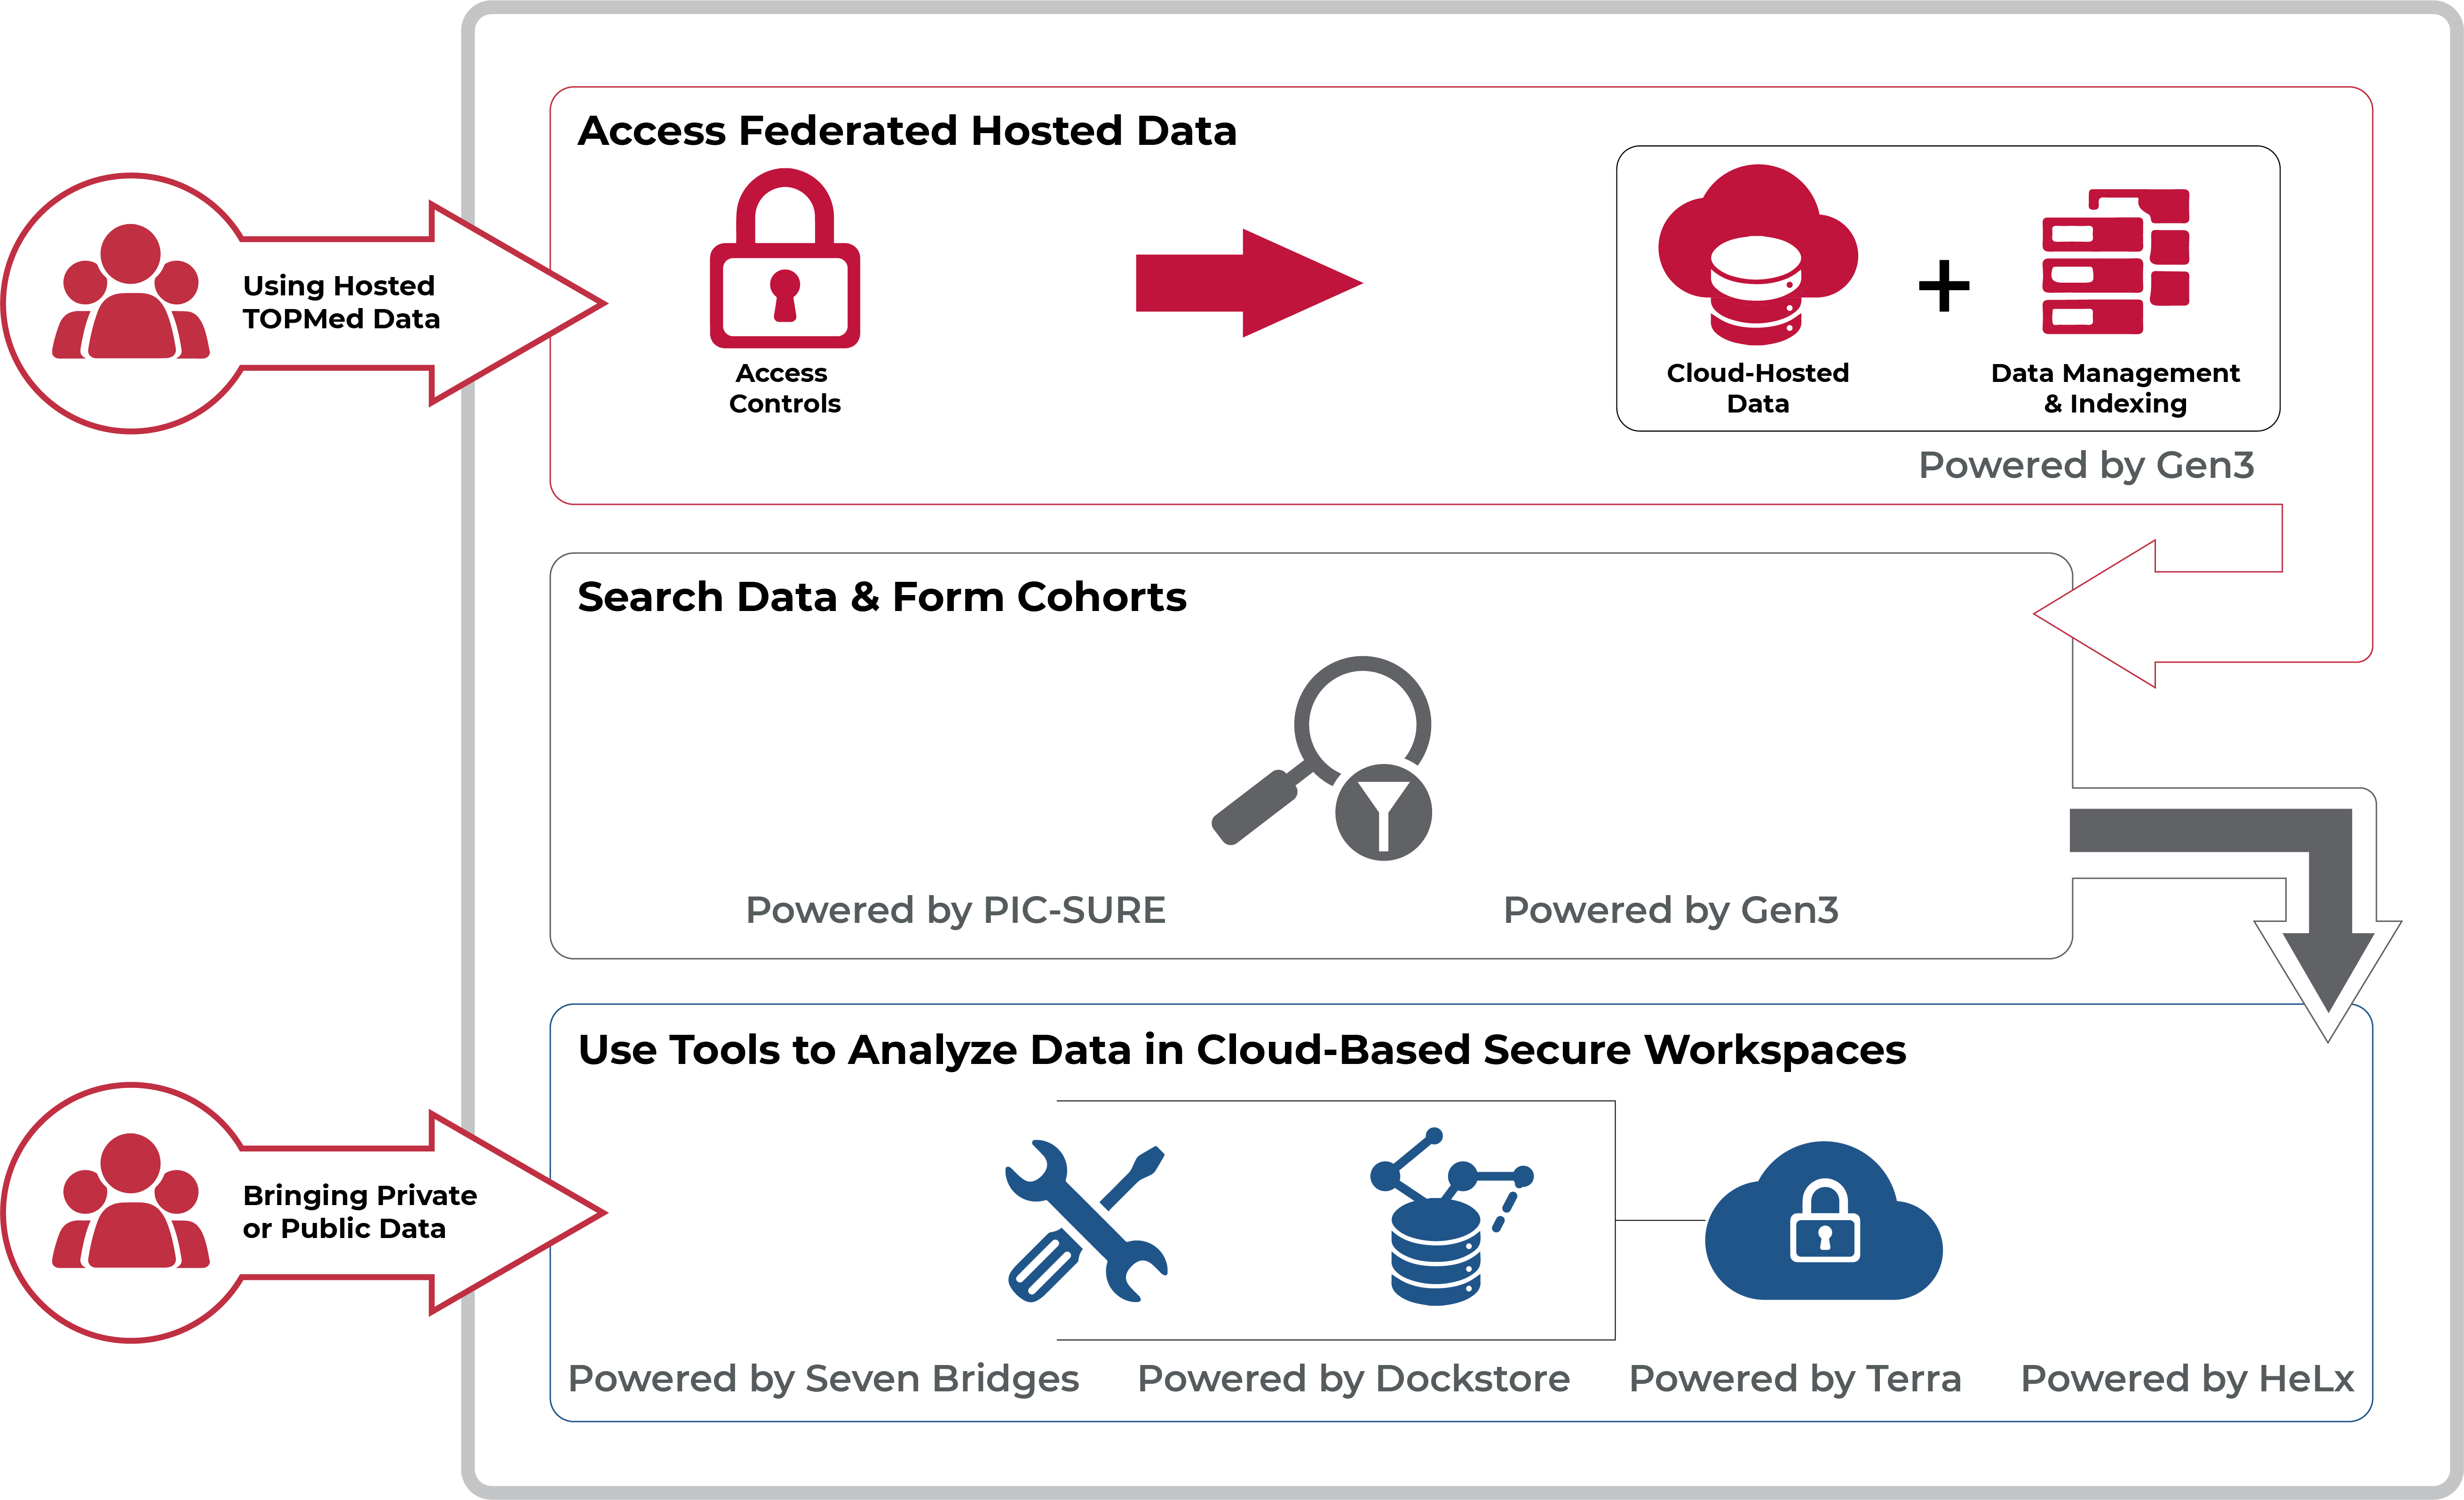 Access Federated Hosted Data
Using Hosted
TOPMed Data
Access
Controls
Cloud-Hosted
Data
+
Data Management
& Indexing
Powered by Gen3
Search Data & Form Cohorts
Powered by PIC-SURE
Powered by Gen3
Use Tools to Analyze Data in Cloud-Based Secure Workspaces
Bringing Private
or Public Data
Powered by Seven Bridges
Powered by Dockstore
Powered by Terra
Powered by HeLx